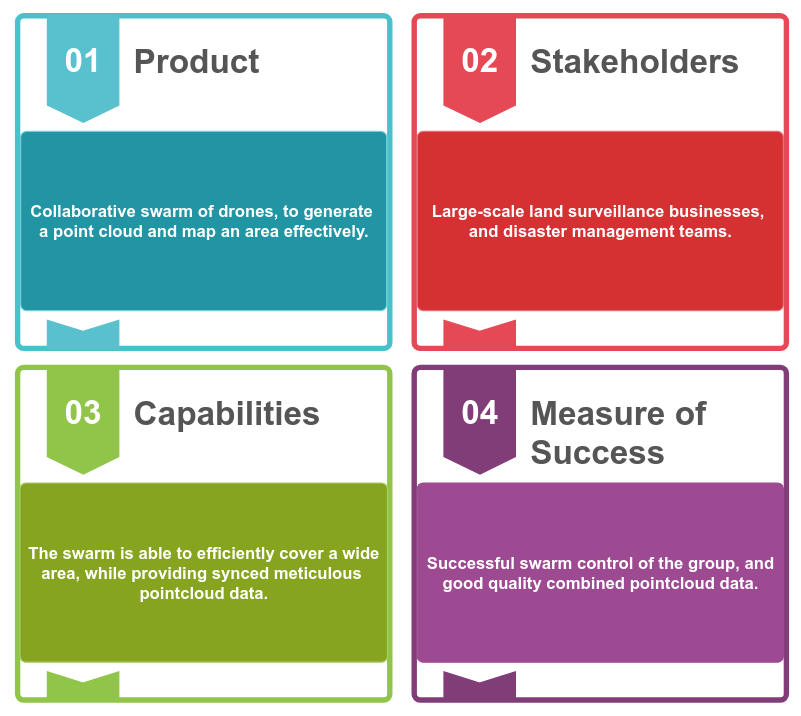 01
Product
Collaborative swarm of drones, to generate
a point cloud and map an area effectively.
02
Stakeholders
Large-scale land surveillance businesses,
and disaster management teams.
03
Capabilities
The swarm is able to efficiently cover a wide
area, while providing synced meticulous
pointcloud data.
04
Measure of
Success
Successful swarm control of the group, and
good quality combined pointcloud data.